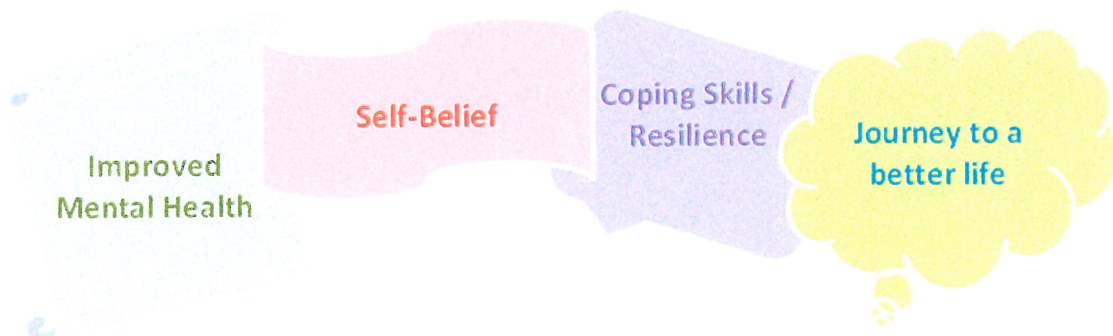 Improved
Mental Health
Self-Belief
Coping Skills /
Resilience
Journey to a
better life